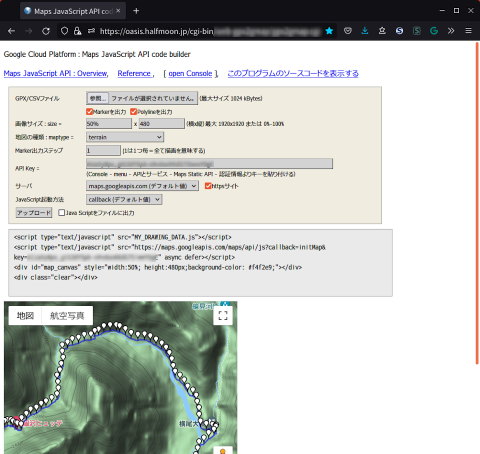 Maps JavaScript API cod
https://oasis.halfmoon.jp/cgi-bin
Google Cloud Platform : Maps JavaScript API code builder
Maps JavaScript API : Overview, Reference , [ open Console ], このプログラムのソースコードを表示する
GPX/CSVファイル 参照... ファイルが選択されていません。 (最大サイズ 1024 kBytes)
Markerを出力 Polylineを出力
画像サイズ : size = 50% x 480 (横x縦) 最大 1920x1920 または 0%-100%
地図の種類 : maptype = terrain
Marker出力ステップ 1 (1は1つ毎=全て描画を意味する)
API Key =
(Console - menu - APIとサービス - Maps Static API - 認証情報よりキーを貼り付ける)
サーバ maps.googleapis.com (デフォルト値) httpsサイト
JavaScript起動方法 callback (デフォルト値)
アップロード Java Scriptをファイルに出力
<script type="text/javascript" src="MY_DRAWING_DATA.js"></script>
<script type="text/javascript" src="https://maps.googleapis.com/maps/api/js?callback=initMap&
key= " async defer></script>
<div id="map_canvas" style="width:50%; height:480px;background-color: #f4f2e9;"></div>
<div class="clear"></div>
地図 航空写真